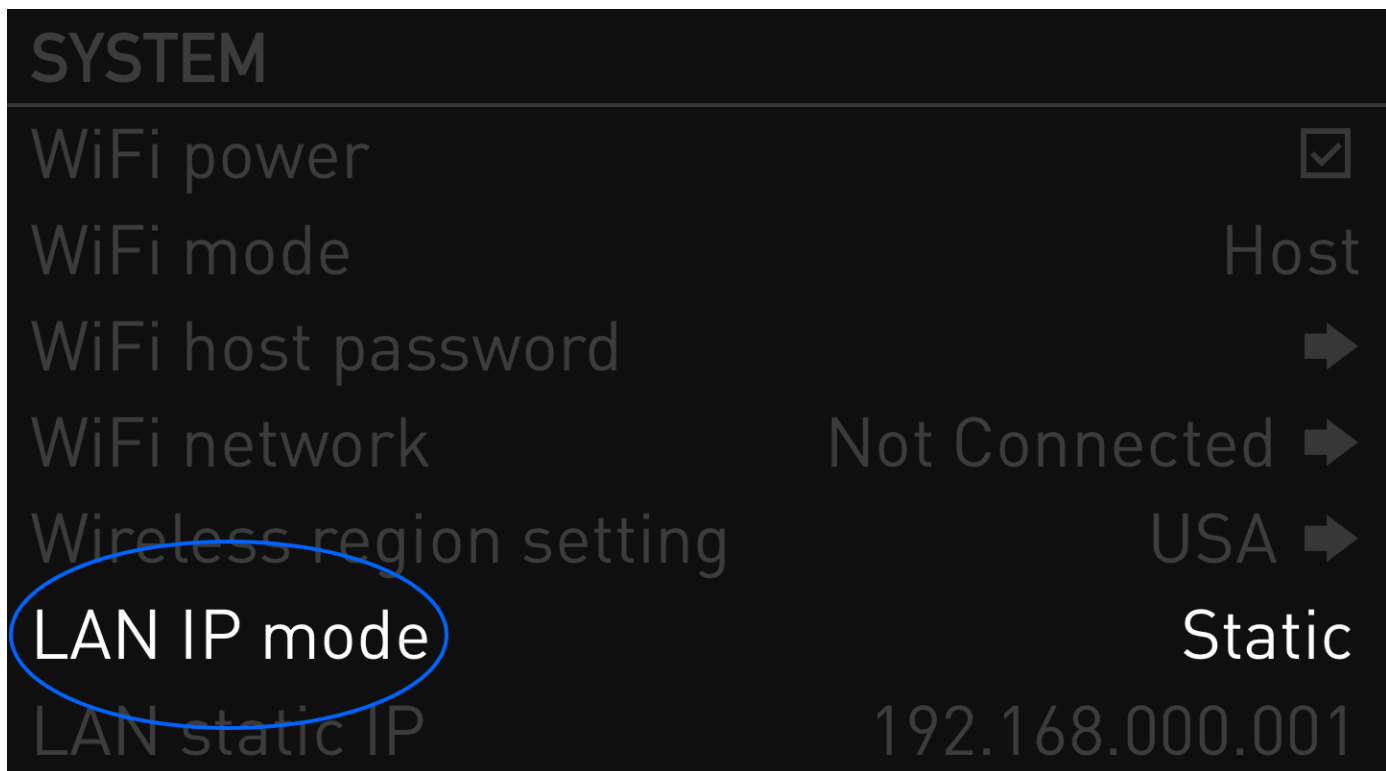 SYSTEM
WiFi power
WiFi mode Host
WiFi host password
WiFi network Not Connected
Wireless region setting USA
LAN IP mode Static
LAN static IP 192.168.000.001